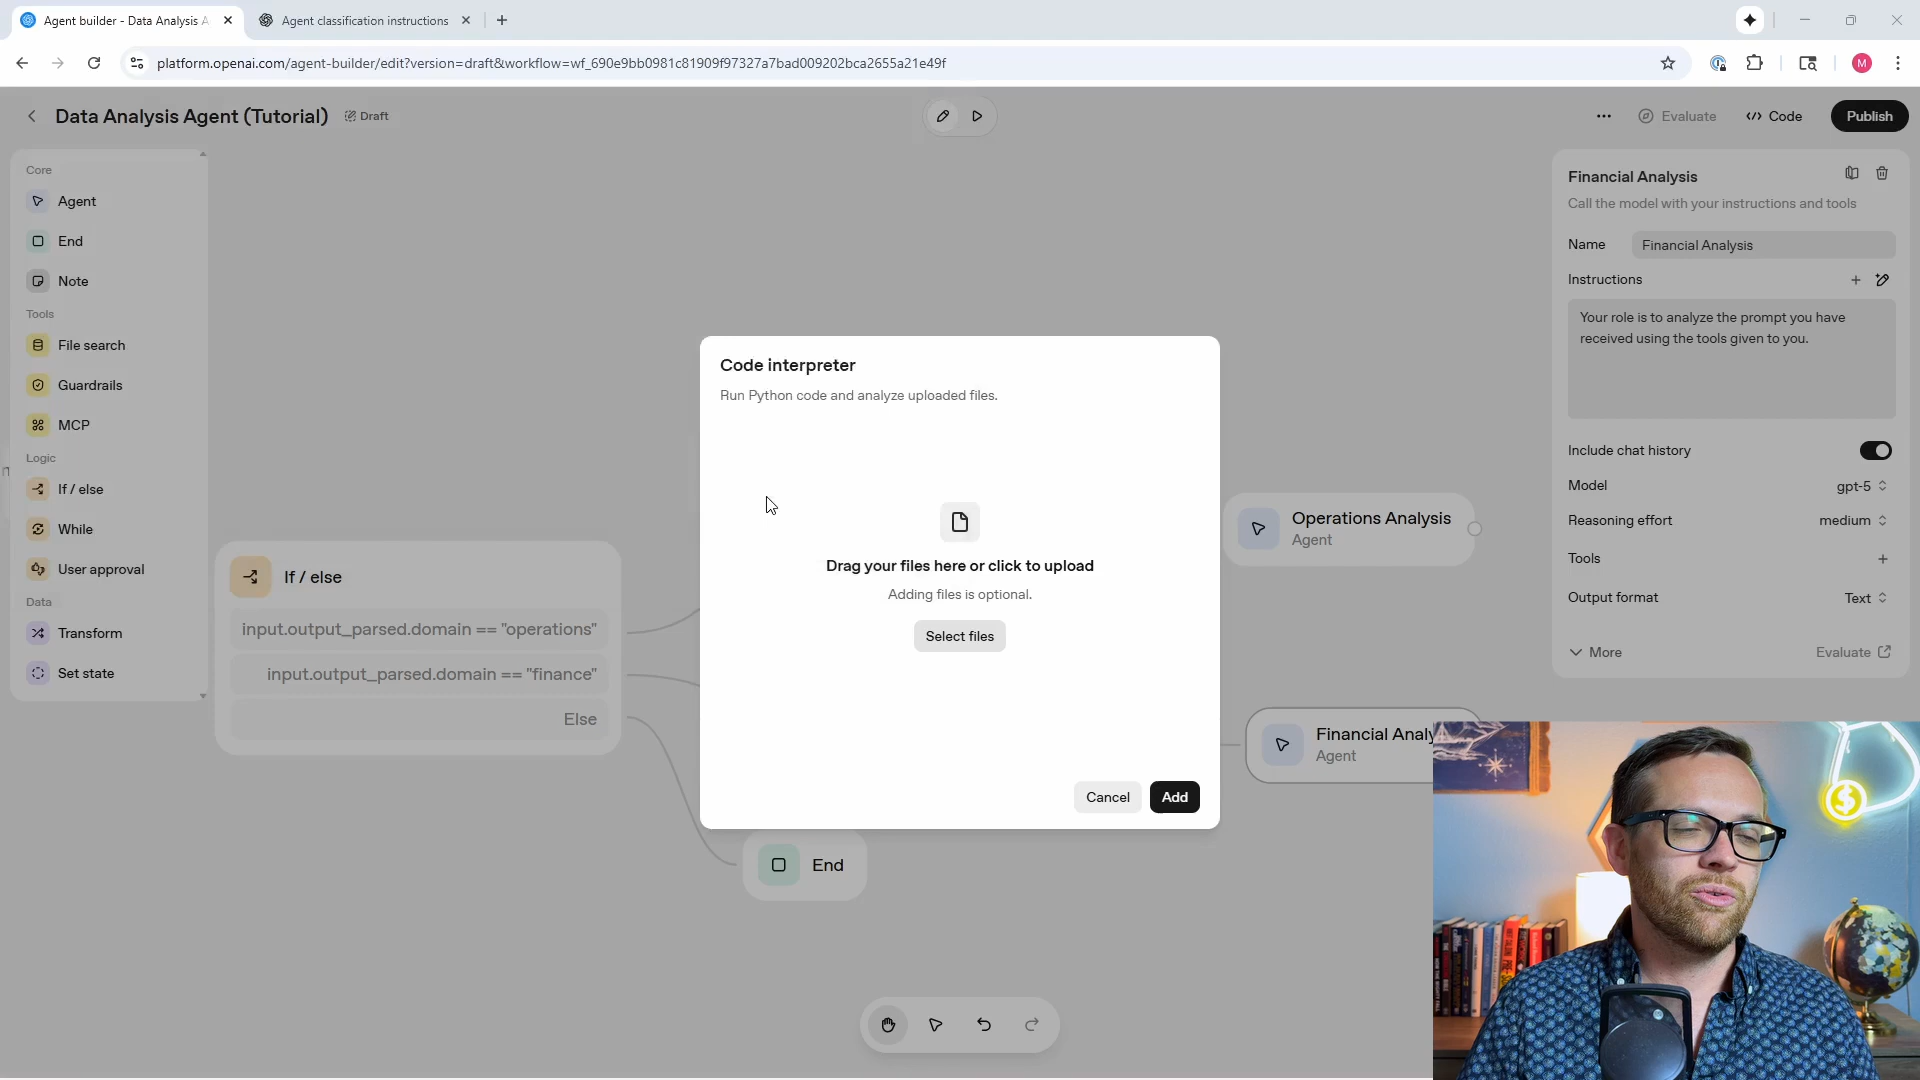 Agent builder - Data Analysis A
Agent classification instructions
platform.openai.com/agent-builder/edit?version=draft&workflow=wf_690e9bb0981c81909f97327a7bad009202bca2655a21e49f
M
Data Analysis Agent (Tutorial)
Draft
Evaluate
Code
Publish
Core
Agent
End
Note
Tools
File search
Guardrails
MCP
Logic
If / else
While
User approval
Data
Transform
Set state
If / else
input.output_parsed.domain == "operations"
input.output_parsed.domain == "finance"
Else
Code interpreter
Run Python code and analyze uploaded files.
Drag your files here or click to upload
Adding files is optional.
Select files
Cancel
Add
End
Operations Analysis
Agent
Financial Analy
Agent
Financial Analysis
Call the model with your instructions and tools
Name
Financial Analysis
Instructions
Your role is to analyze the prompt you have
received using the tools given to you.
Include chat history
Model
gpt-5
Reasoning effort
medium
Tools
Output format
Text
More
Evaluate